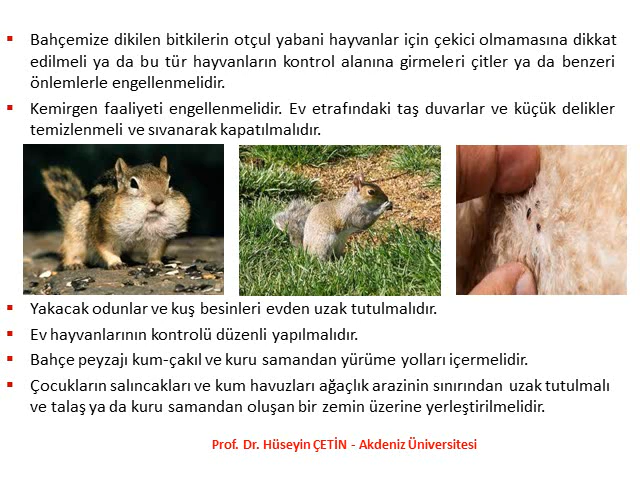 Bahçemize dikilen bitkilerin otçul yabani hayvanlar için çekici olmamasına dikkat
edilmeli ya da bu tür hayvanların kontrol alanına girmeleri çitler ya da benzeri
önlemlerle engellenmelidir.
Kemirgen faaliyeti engellenmelidir. Ev etrafındaki taş duvarlar ve küçük delikler
temizlenmeli ve sıvanarak kapatılmalıdır.
Yakacak odunlar ve kuş besinleri evden uzak tutulmalıdır.
Ev hayvanlarının kontrolü düzenli yapılmalıdır.
Bahçe peyzajı kum-çakıl ve kuru samandan yürüme yolları içermelidir.
Çocukların salıncakları ve kum havuzları ağaçlık arazinin sınırından uzak tutulmalı
ve talaş ya da kuru samandan oluşan bir zemin üzerine yerleştirilmelidir.
Prof. Dr. Hüseyin ÇETİN - Akdeniz Üniversitesi